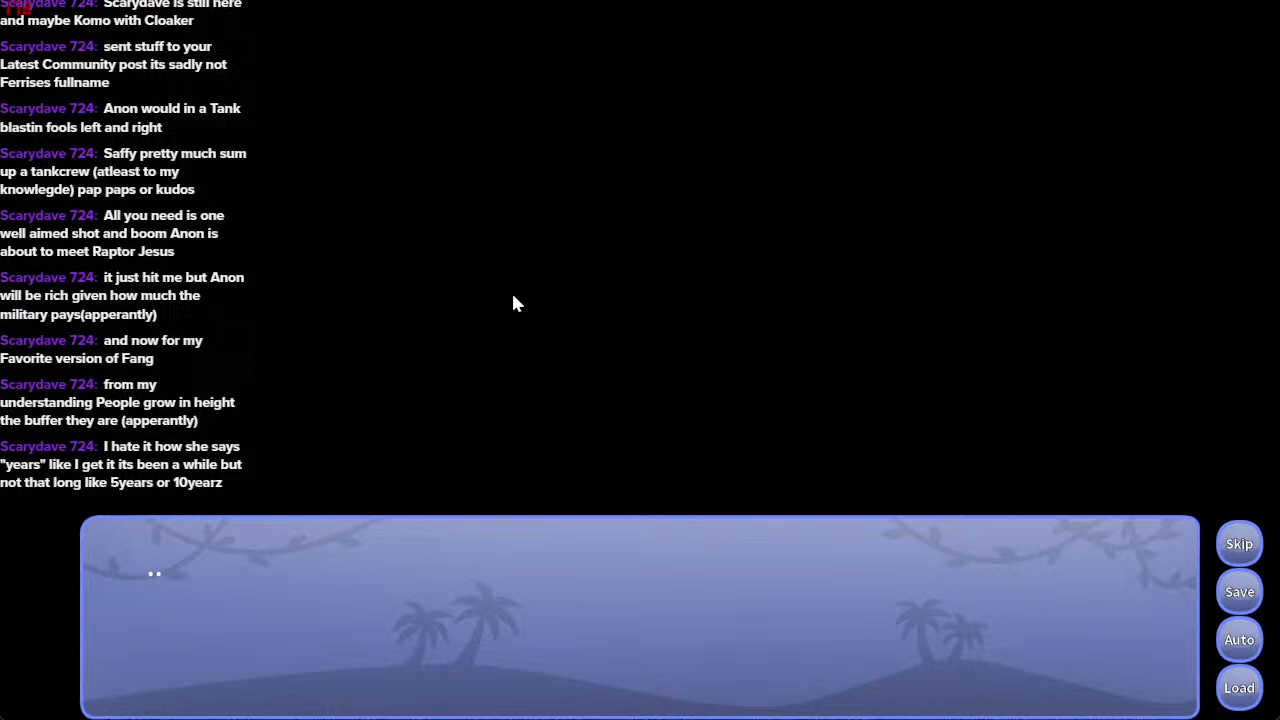 Scarydave 724: Scarydave is still here
and maybe Komo with Cloaker
Scarydave 724: sent stuff to your
Latest Community post its sadly not
Ferrises fullname
Scarydave 724: Anon would in a Tank
blastin fools left and right
Scarydave 724: Saffy pretty much sum
up a tankcrew (atleast to my
knowlegde) pap paps or kudos
Scarydave 724: All you need is one
well aimed shot and boom Anon is
about to meet Raptor Jesus
Scarydave 724: it just hit me but Anon
will be rich given how much the
military pays(apperantly)
Scarydave 724: and now for my
Favorite version of Fang
Scarydave 724: from my
understanding People grow in height
the buffer they are (apperantly)
Scarydave 724: I hate it how she says
"years" like I get it its been a while but
not that long like 5years or 10yearz
..
Skip
Save
Auto
Load